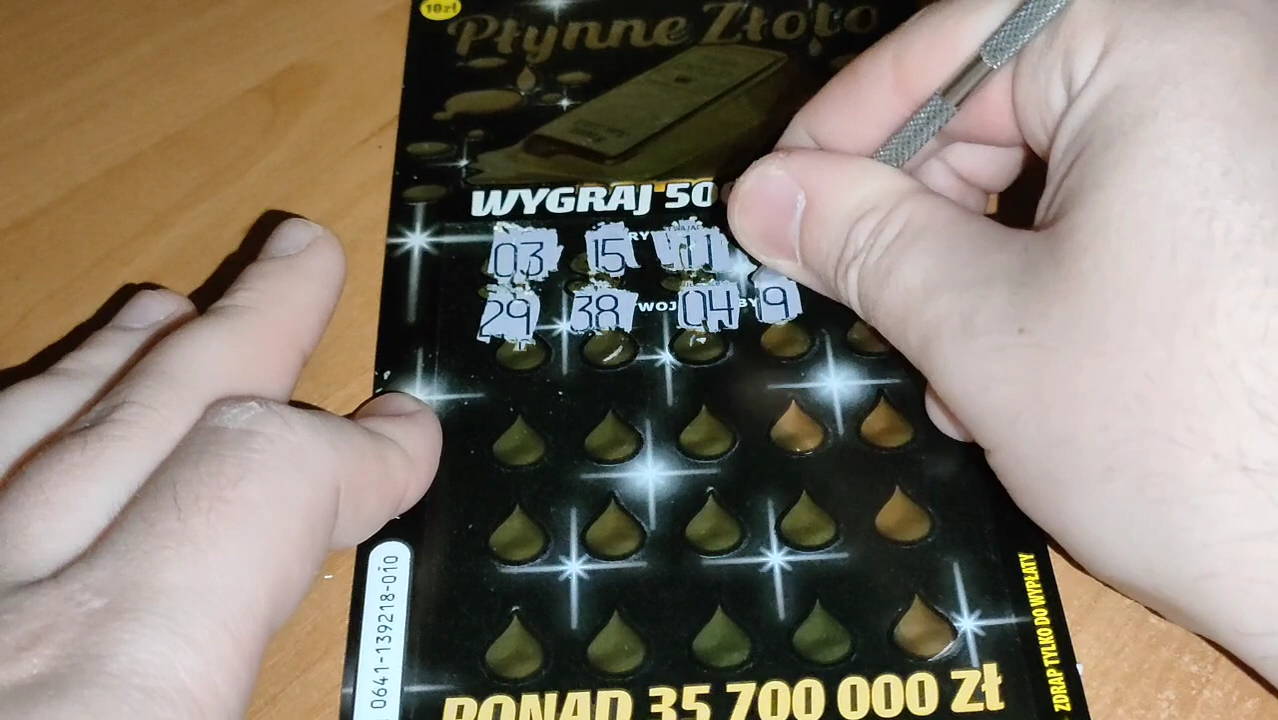 10zł
Płynne Złoto
WYGRAJ 50
03 15 11
29 38 04 9
0641-139218-010
ZDRAP TYLKO DO WYPŁATY
PONAD 35 700 000 Zł